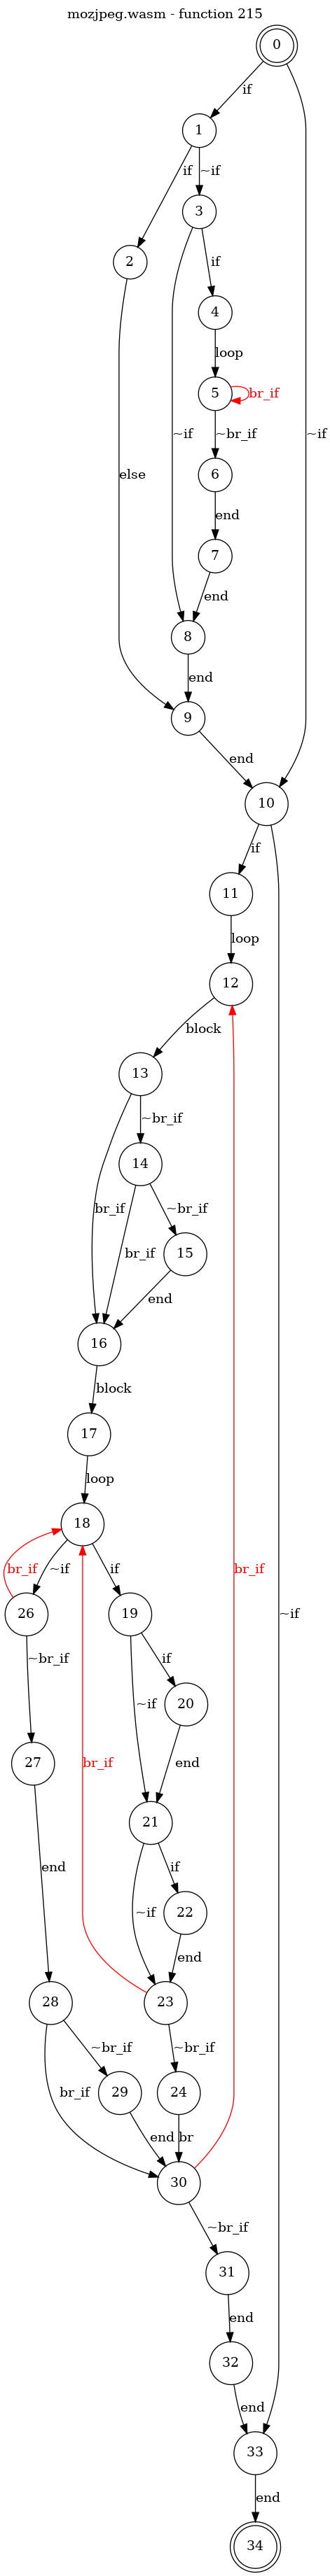 mozjpeg.wasm - function 215
0
if
1
if
~if
3
2
if
4
loop
5
br_if
else
~if
~if
~br_if
6
end
7
end
8
end
9
end
10
if
11
loop
12
block
13
~br_if
14
br_if
br_if
~br_if
15
end
16
block
17
loop
18
br_if
~if
if
br_if
~if
26
19
~br_if
~if
if
20
27
br_if
end
21
end
~if
if
22
end
28
23
~br_if
~br_if
br_if
29
24
end
br
30
~br_if
31
end
32
end
33
end
34